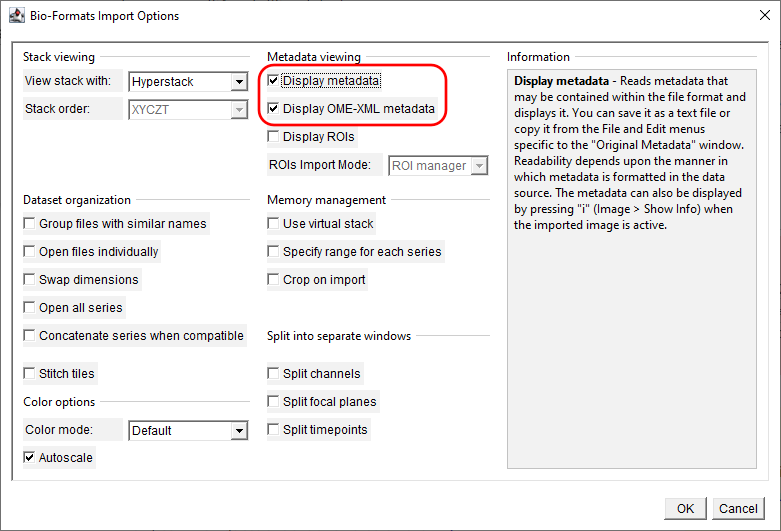 Bio-Formats Import Options
Stack viewing
View stack with: Hyperstack
Stack order: XYCZT
Metadata viewing
Display metadata
Display OME-XML metadata
Display ROIs
ROIs Import Mode: ROI manager
Information
Display metadata - Reads metadata that
may be contained within the file format and
displays it. You can save it as a text file or
copy it from the File and Edit menus
specific to the "Original Metadata" window.
Readability depends upon the manner in
which metadata is formatted in the data
source. The metadata can also be displayed
by pressing "i" (Image > Show Info) when
the imported image is active.
Dataset organization
Group files with similar names
Open files individually
Swap dimensions
Open all series
Concatenate series when compatible
Stitch tiles
Memory management
Use virtual stack
Specify range for each series
Crop on import
Color options
Color mode: Default
Autoscale
Split into separate windows
Split channels
Split focal planes
Split timepoints
OK
Cancel